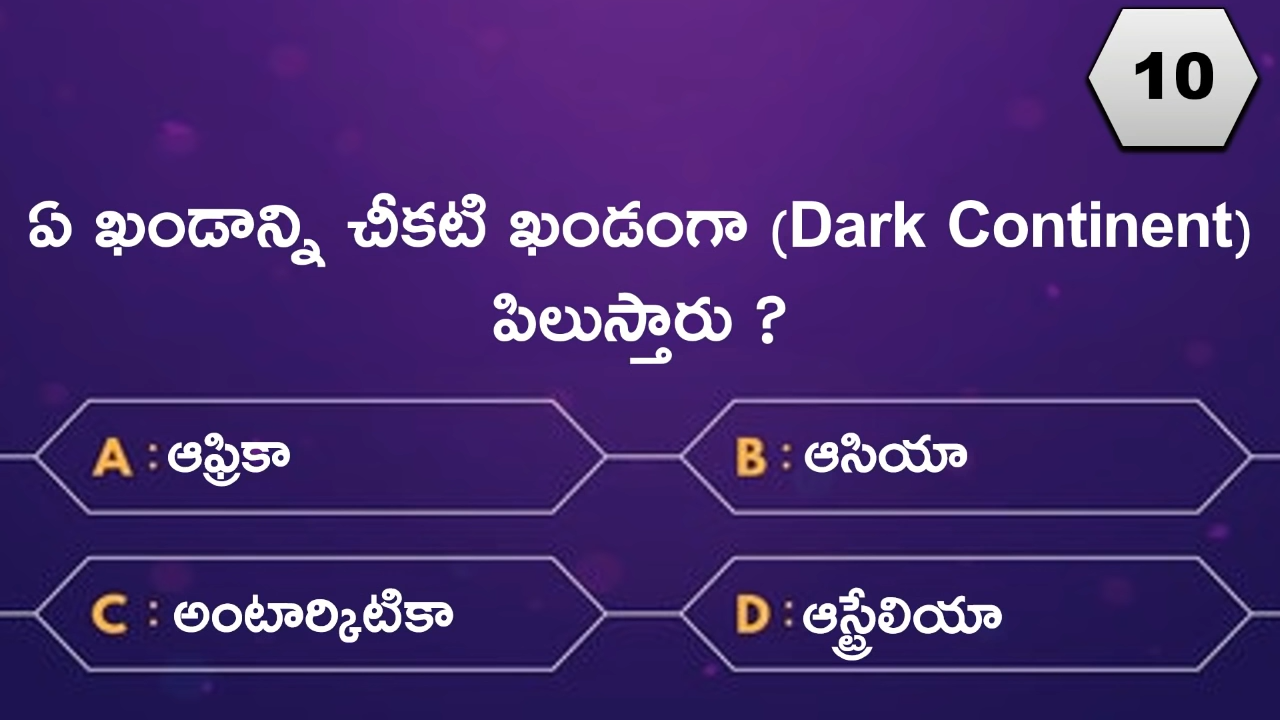 10
ఏ ఖండాన్ని చీకటి ఖండంగా (Dark Continent)
పిలుస్తారు ?
A : ఆఫ్రికా
B : ఆసియా
C : అంటార్కిటికా
D : ఆస్ట్రేలియా